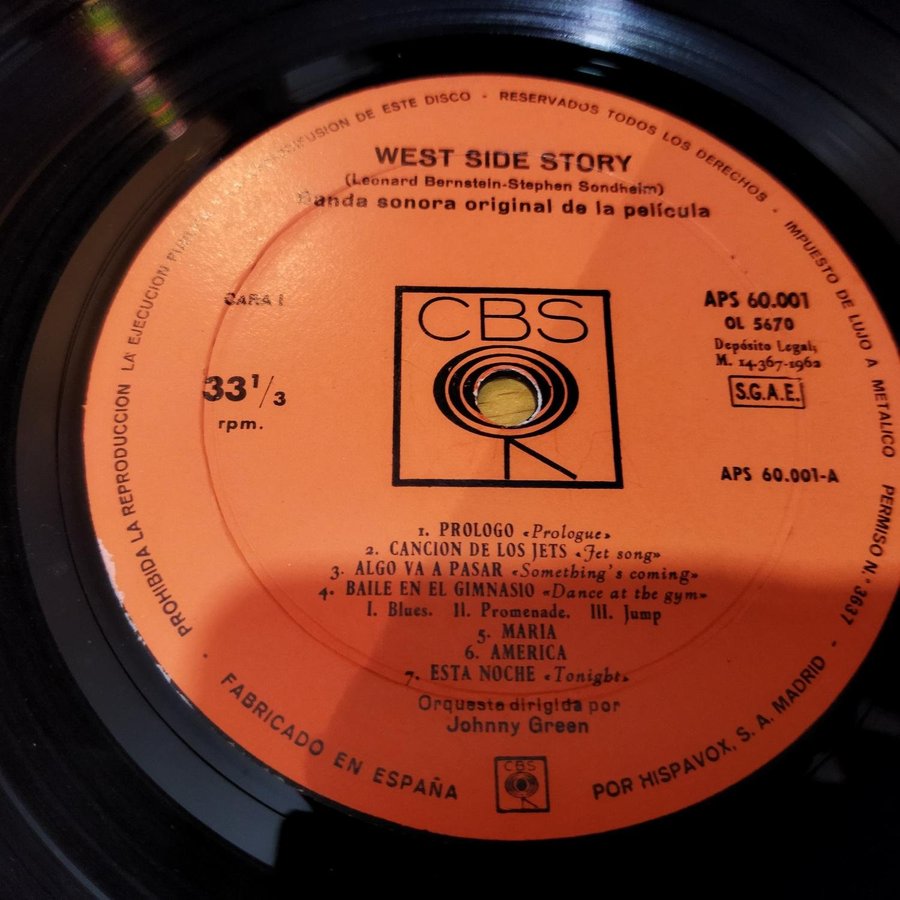 PROHIBIDA LA REPRODUCCION LA EJECUCION DE ESTE DISCO · RESERVADOS TODOS LOS DERECHOS · IMPUESTO DE LUJO A METALICO PERMISO N.º 3637
WEST SIDE STORY
(Leonard Bernstein-Stephen Sondheim)
Banda sonora original de la película
CARA I
33 1/3
rpm.
CBS
APS 60.001
OL 5670
Depósito Legal;
M. 14.367-1962
S.G.A.E.
APS 60.001-A
1. PROLOGO «Prologue»
2. CANCION DE LOS JETS «Jet song»
3. ALGO VA A PASAR «Something's coming»
4. BAILE EN EL GIMNASIO «Dance at the gym»
I. Blues. II. Promenade. III. Jump
5. MARIA
6. AMERICA
7. ESTA NOCHE «Tonight»
Orquesta dirigida por
Johnny Green
CBS
· FABRICADO EN ESPAÑA POR HISPAVOX, S. A. MADRID ·